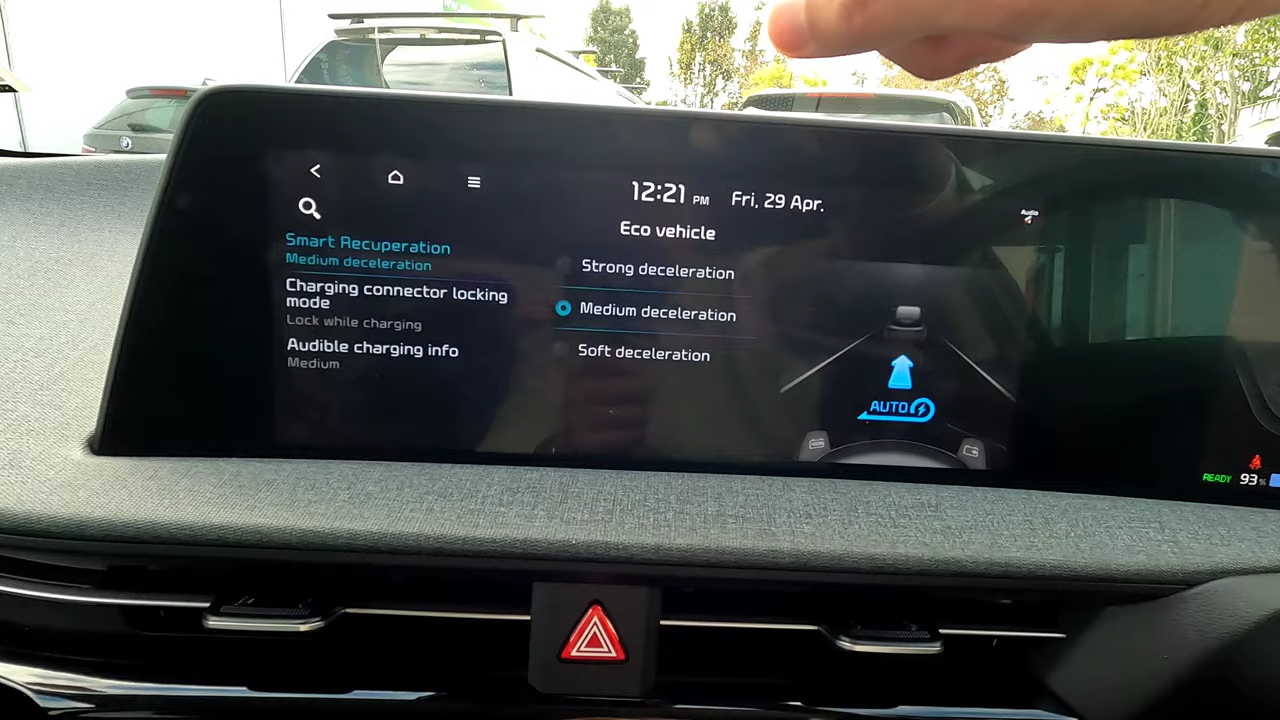 12:21 PM Fri, 29 Apr.
Audio
Eco vehicle
Smart Recuperation
Medium deceleration
Charging connector locking
mode
Lock while charging
Audible charging info
Medium
Strong deceleration
Medium deceleration
Soft deceleration
AUTO
READY 93%